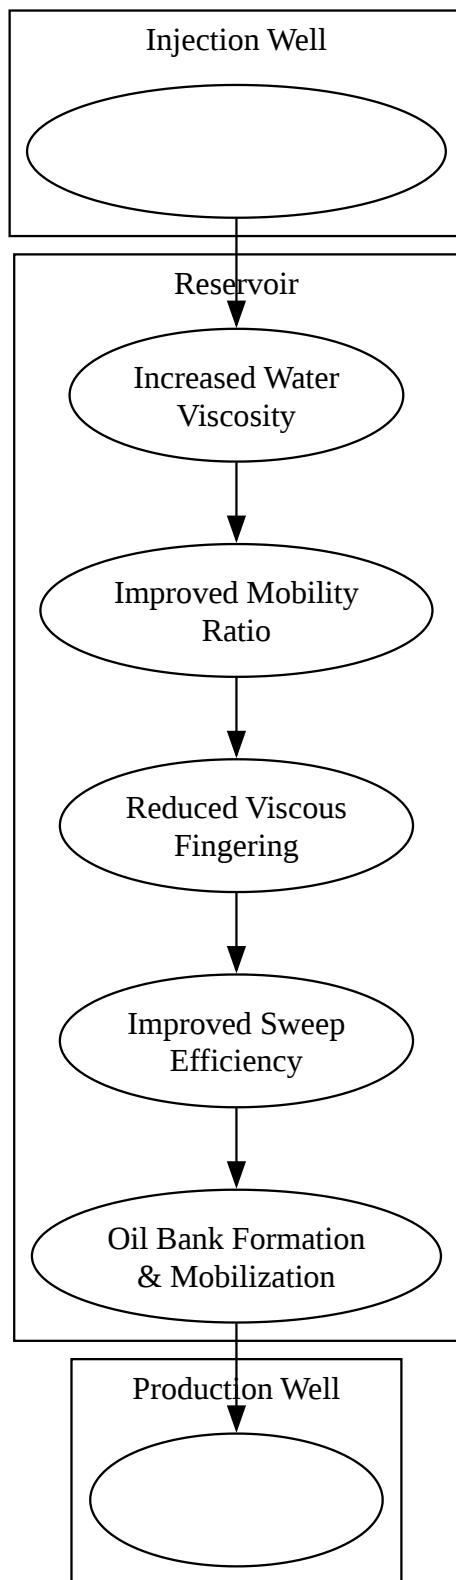 Injection Well
Reservoir
Increased Water
Viscosity
Improved Mobility
Ratio
Reduced Viscous
Fingering
Improved Sweep
Efficiency
Oil Bank Formation
& Mobilization
Production Well